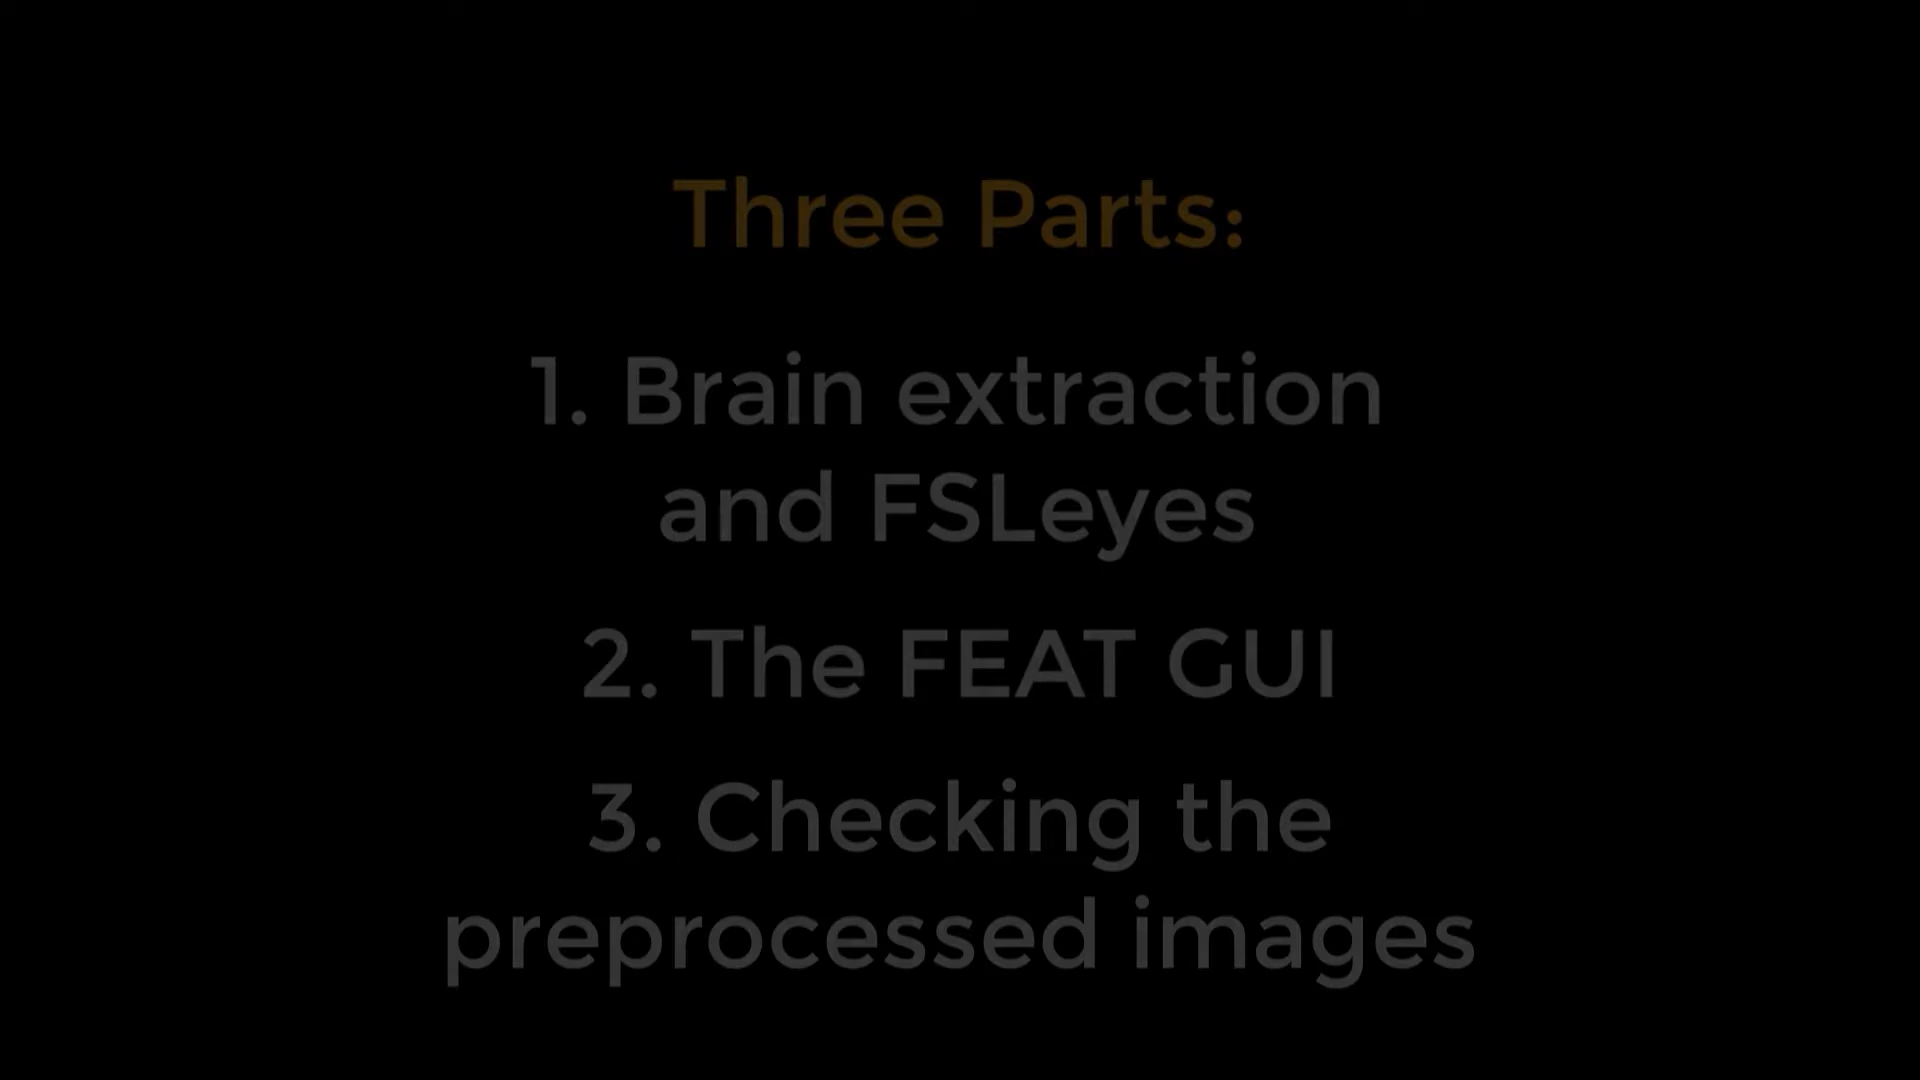 Three Parts:
1. Brain extraction
and FSLeyes
2. The FEAT GUI
3. Checking the
preprocessed images